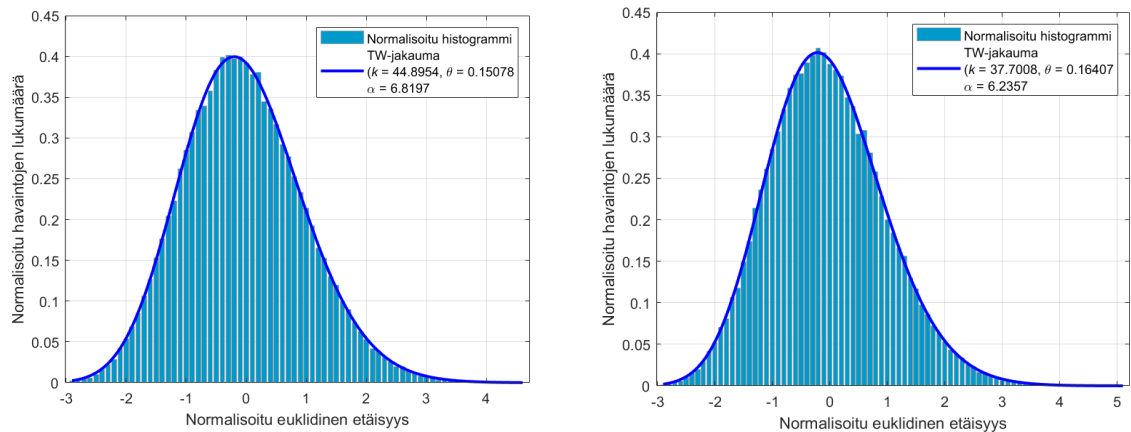 0.45
0.4
0.35
0.3
0.25
0.2
0.15
0.1
0.05
0
-3 -2 -1 0 1 2 3 4
Normalisoitu havaintojen lukumäärä
Normalisoitu euklidinen etäisyys
Normalisoitu histogrammi
TW-jakauma
(k = 44.8954, θ = 0.15078
α = 6.8197
0.45
0.4
0.35
0.3
0.25
0.2
0.15
0.1
0.05
0
-3 -2 -1 0 1 2 3 4 5
Normalisoitu havaintojen lukumäärä
Normalisoitu euklidinen etäisyys
Normalisoitu histogrammi
TW-jakauma
(k = 37.7008, θ = 0.16407
α = 6.2357